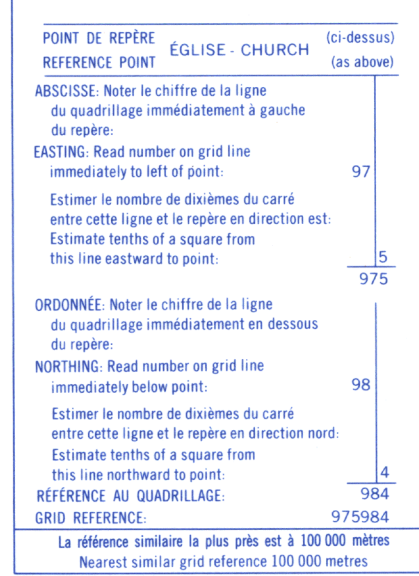 POINT DE REPÈRE ÉGLISE - CHURCH (ci-dessus)
REFERENCE POINT (as above)
ABSCISSE: Noter le chiffre de la ligne
du quadrillage immédiatement à gauche
du repère:
EASTING: Read number on grid line
immediately to left of point: 97
Estimer le nombre de dixièmes du carré
entre cette ligne et le repère en direction est:
Estimate tenths of a square from
this line eastward to point: 5
975
ORDONNÉE: Noter le chiffre de la ligne
du quadrillage immédiatement en dessous
du repère:
NORTHING: Read number on grid line
immediately below point: 98
Estimer le nombre de dixièmes du carré
entre cette ligne et le repère en direction nord:
Estimate tenths of a square from
this line northward to point: 4
RÉFÉRENCE AU QUADRILLAGE: 984
GRID REFERENCE: 975984
La référence similaire la plus près est à 100 000 mètres
Nearest similar grid reference 100 000 metres